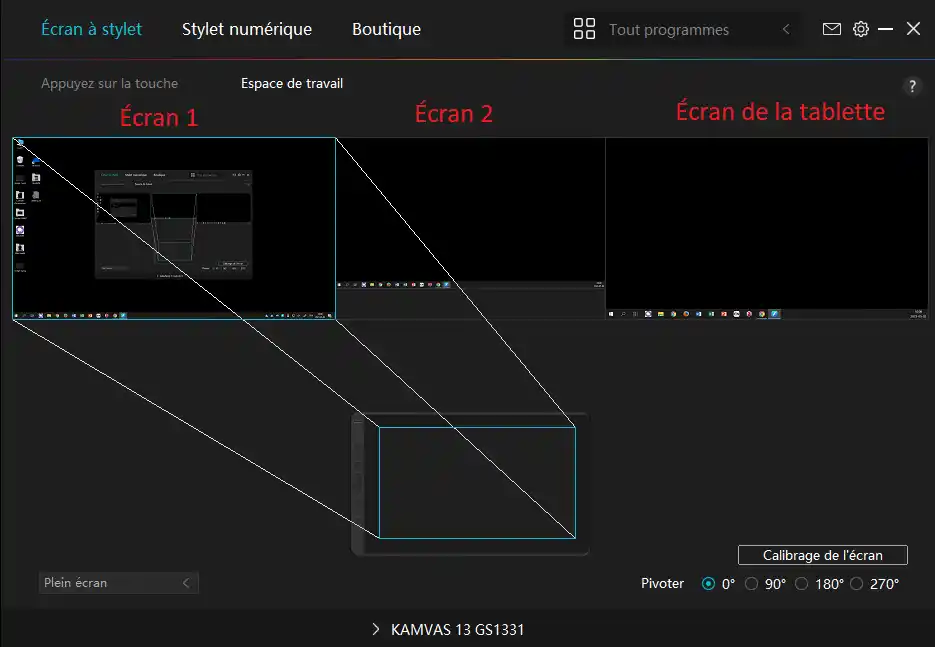 Écran à stylet Stylet numérique Boutique Tout programmes
Appuyez sur la touche Espace de travail ?
Écran 1 Écran 2 Écran de la tablette
Calibrage de l'écran
Plein écran Pivoter 0° 90° 180° 270°
KAMVAS 13 GS1331